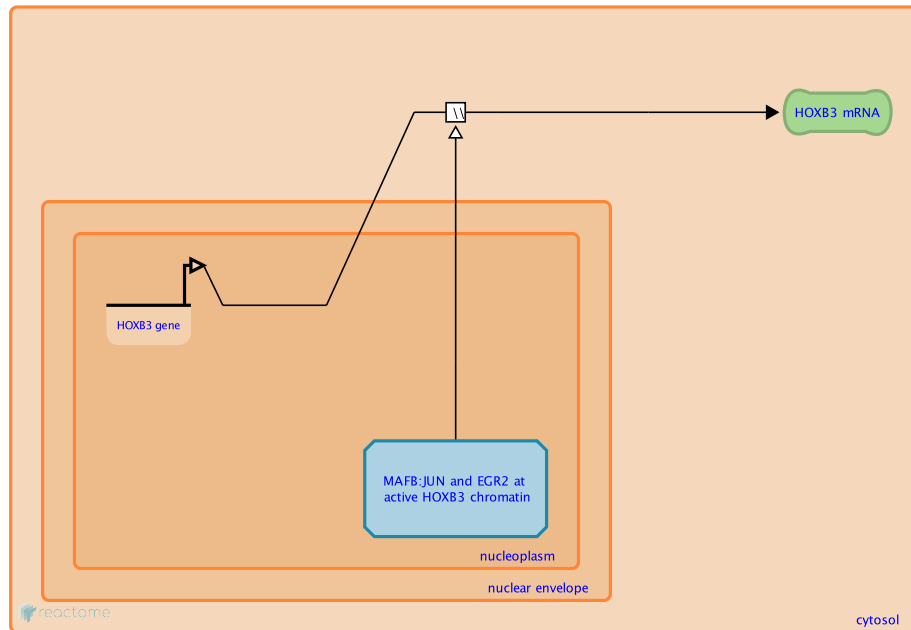 \\
HOXB3 mRNA
HOXB3 gene
MAFB:JUN and EGR2 at
active HOXB3 chromatin
nucleoplasm
nuclear envelope
reactome
cytosol